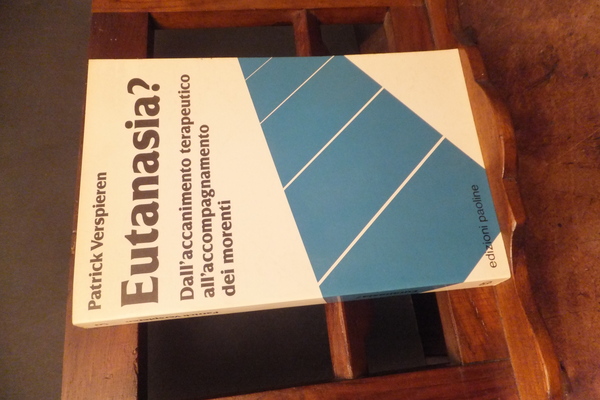 Patrick Verspieren
Eutanasia?
Dall'accanimento terapeutico
all'accompagnamento
dei morenti
edizioni paoline